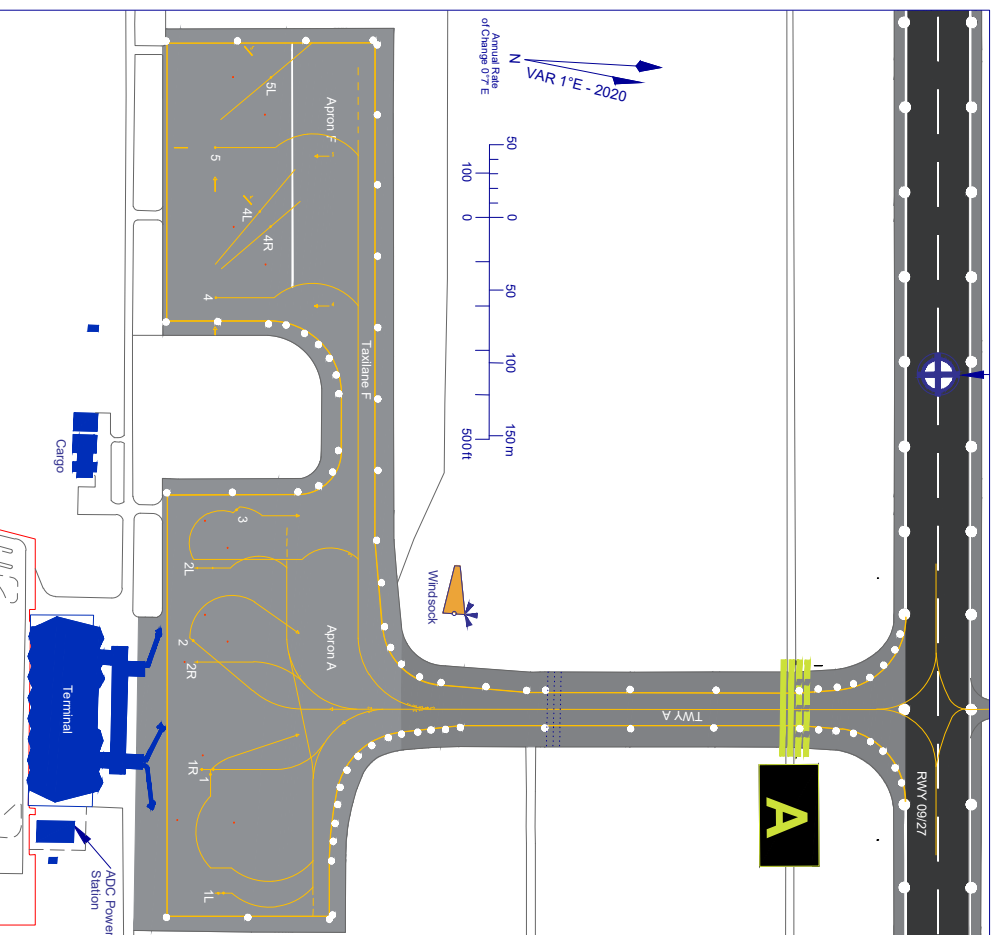 Annual Rate
of Change 0°7' E
N
VAR 1°E - 2020
50
0
50
100
150 m
100
0
500 ft
5L
Apron F
5
4L
4R
4
Taxilane F
Cargo
3
2L
Windsock
Apron A
2
2R
Terminal
TWY A
1R
1
1L
A
RWY 09/27
ADC Power
Station